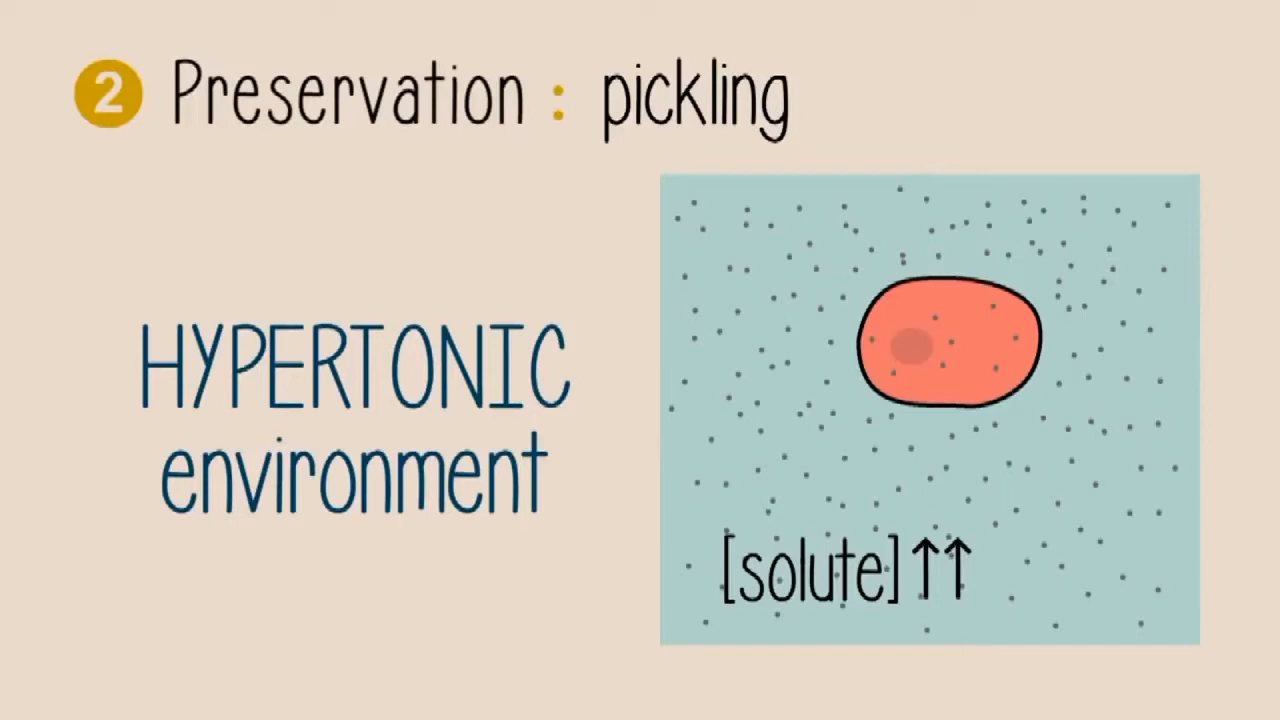 2 Preservation : pickling
HYPERTONIC
environment
[solute]↑↑